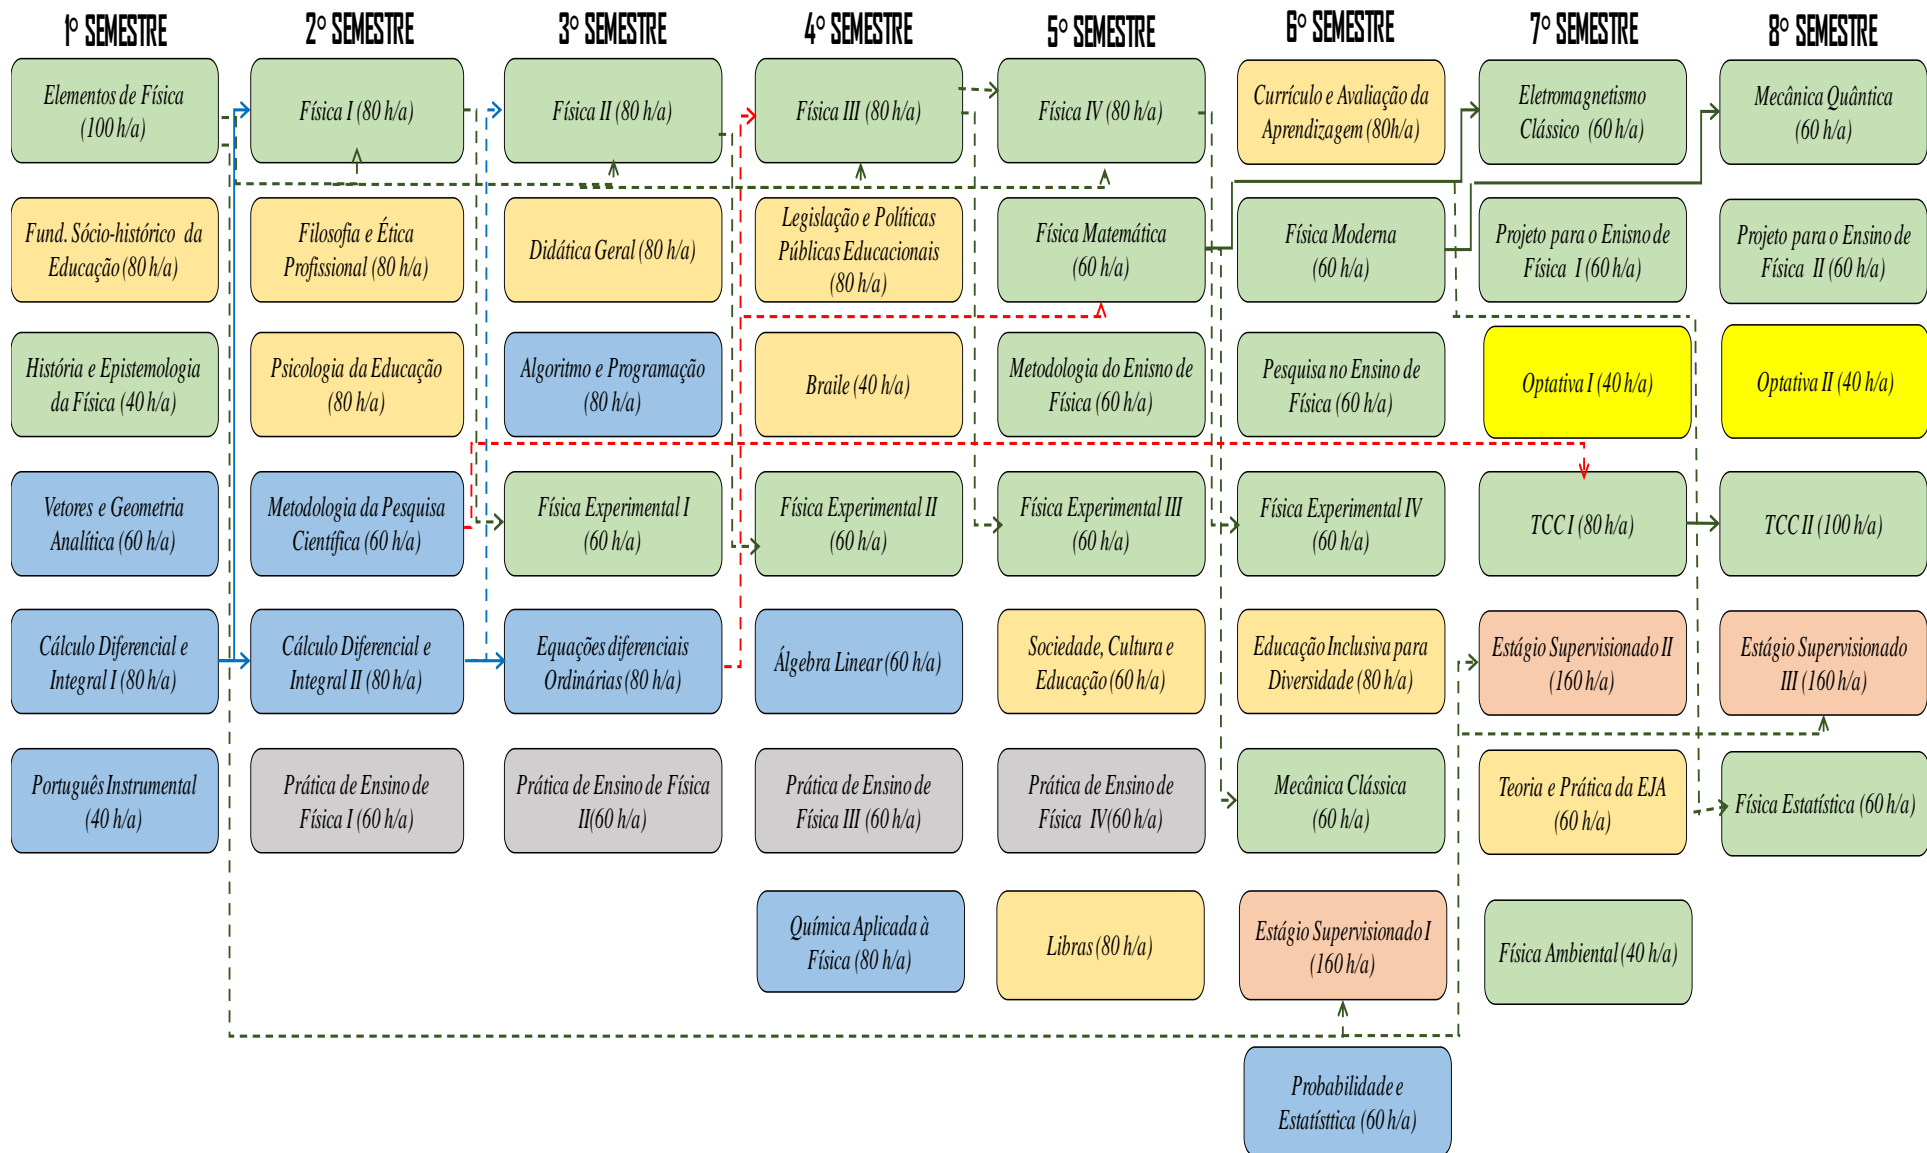 1° SEMESTRE
2° SEMESTRE
3° SEMESTRE
4° SEMESTRE
5° SEMESTRE
6° SEMESTRE
7° SEMESTRE
8° SEMESTRE
Elementos de Física
(100 h/a)
Física I (80 h/a)
Física II (80 h/a)
Física III (80 h/a)
Física IV (80 h/a)
Currículo e Avaliação da
Aprendizagem (80h/a)
Eletromagnetismo
Clássico (60 h/a)
Mecânica Quântica
(60 h/a)
Fund. Sócio-histórico da
Educação (80 h/a)
Filosofia e Ética
Profissional (80 h/a)
Didática Geral (80 h/a)
Legislação e Políticas
Públicas Educacionais
(80 h/a)
Física Matemática
(60 h/a)
Física Moderna
(60 h/a)
Projeto para o Enisno de
Física I (60 h/a)
Projeto para o Ensino de
Física II (60 h/a)
História e Epistemologia
da Física (40 h/a)
Psicologia da Educação
(80 h/a)
Algoritmo e Programação
(80 h/a)
Braile (40 h/a)
Metodologia do Enisno de
Física (60 h/a)
Pesquisa no Ensino de
Física (60 h/a)
Optativa I (40 h/a)
Optativa II (40 h/a)
Vetores e Geometria
Analítica (60 h/a)
Metodologia da Pesquisa
Científica (60 h/a)
Física Experimental I
(60 h/a)
Física Experimental II
(60 h/a)
Física Experimental III
(60 h/a)
Física Experimental IV
(60 h/a)
TCC I (80 h/a)
TCC II (100 h/a)
Cálculo Diferencial e
Integral I (80 h/a)
Cálculo Diferencial e
Integral II (80 h/a)
Equações diferenciais
Ordinárias (80 h/a)
Álgebra Linear (60 h/a)
Sociedade, Cultura e
Educação (60 h/a)
Educação Inclusiva para
Diversidade (80 h/a)
Estágio Supervisionado II
(160 h/a)
Estágio Supervisionado
III (160 h/a)
Português Instrumental
(40 h/a)
Prática de Ensino de
Física I (60 h/a)
Prática de Ensino de Física
II(60 h/a)
Prática de Ensino de
Física III (60 h/a)
Prática de Ensino de
Física IV(60 h/a)
Mecânica Clássica
(60 h/a)
Teoria e Prática da EJA
(60 h/a)
Física Estatística (60 h/a)
Química Aplicada à
Física (80 h/a)
Libras (80 h/a)
Estágio Supervisionado I
(160 h/a)
Física Ambiental (40 h/a)
Probabilidade e
Estatísttica (60 h/a)